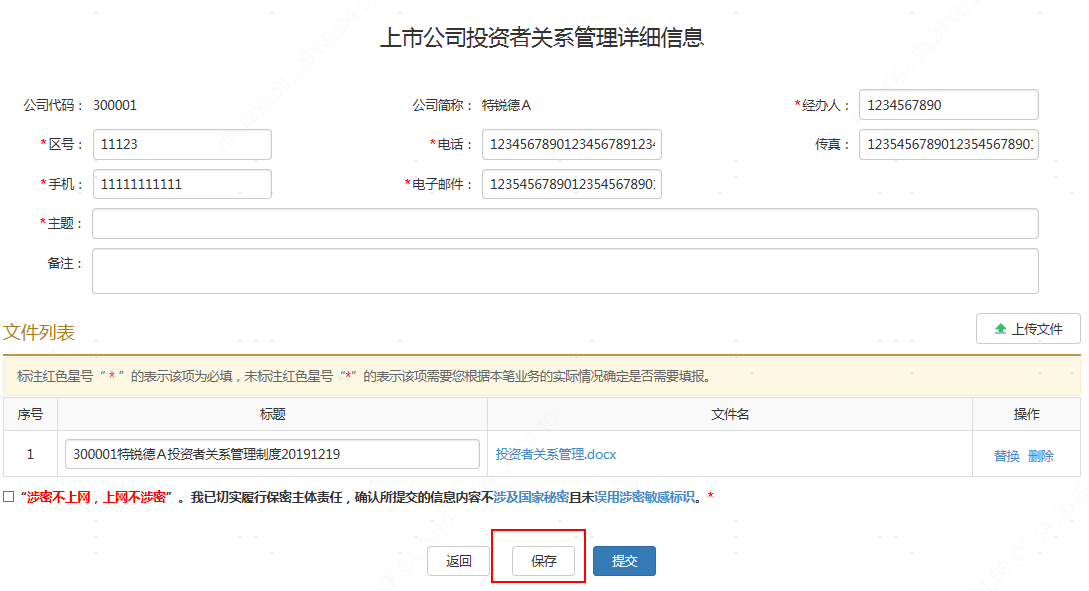 上市公司投资者关系管理详细信息
公司代码： 300001 公司简称： 特锐德A *经办人： 1234567890
*区号： 11123 *电话： 1234567890123456789123 传真： 1235456789012354567890
*手机： 11111111111 *电子邮件： 1235456789012354567890
*主题：
备注：
文件列表 上传文件
标注红色星号“ * ”的表示该项为必填，未标注红色星号“*”的表示该项需要您根据本笔业务的实际情况确定是否需要填报。
序号 标题 文件名 操作
1 300001特锐德A投资者关系管理制度20191219 投资者关系管理.docx 替换 删除
“涉密不上网，上网不涉密”。我已切实履行保密主体责任，确认所提交的信息内容不涉及国家秘密且未误用涉密敏感标识。*
返回 保存 提交